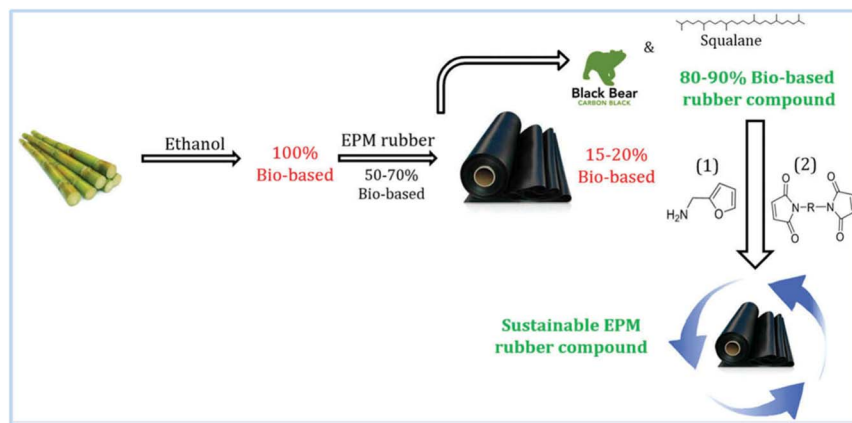 Ethanol
100%
Bio-based
EPM rubber
50-70%
Bio-based
15-20%
Bio-based
Black Bear
CARBON BLACK
&
Squalane
80-90% Bio-based
rubber compound
(1)
H₂N
O
(2)
O
O
N-R-N
O
O
Sustainable EPM
rubber compound